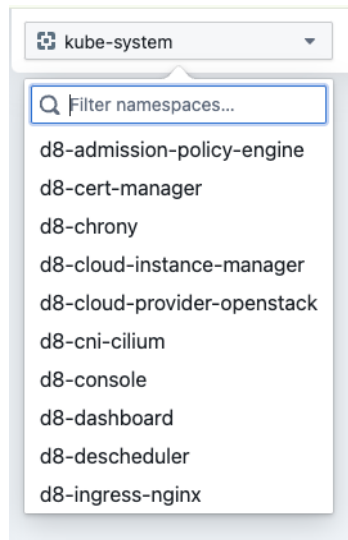 kube-system
Filter namespaces...
d8-admission-policy-engine
d8-cert-manager
d8-chrony
d8-cloud-instance-manager
d8-cloud-provider-openstack
d8-cni-cilium
d8-console
d8-dashboard
d8-descheduler
d8-ingress-nginx